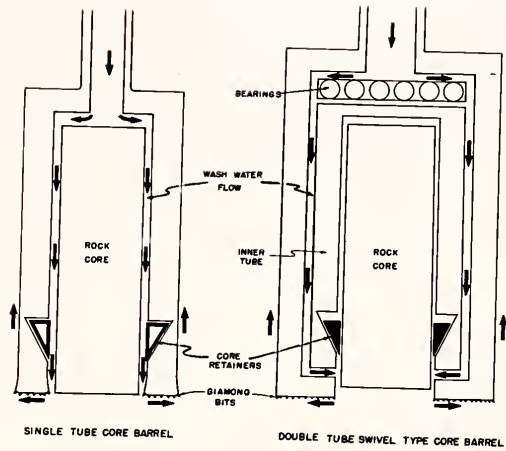 BEARINGS
WASH WATER
FLOW
ROCK
CORE
INNER
TUBE
ROCK
CORE
CORE
RETAINERS
GIAMONG
BITS
SINGLE TUBE CORE BARREL
DOUBLE TUBE SWIVEL TYPE CORE BARREL